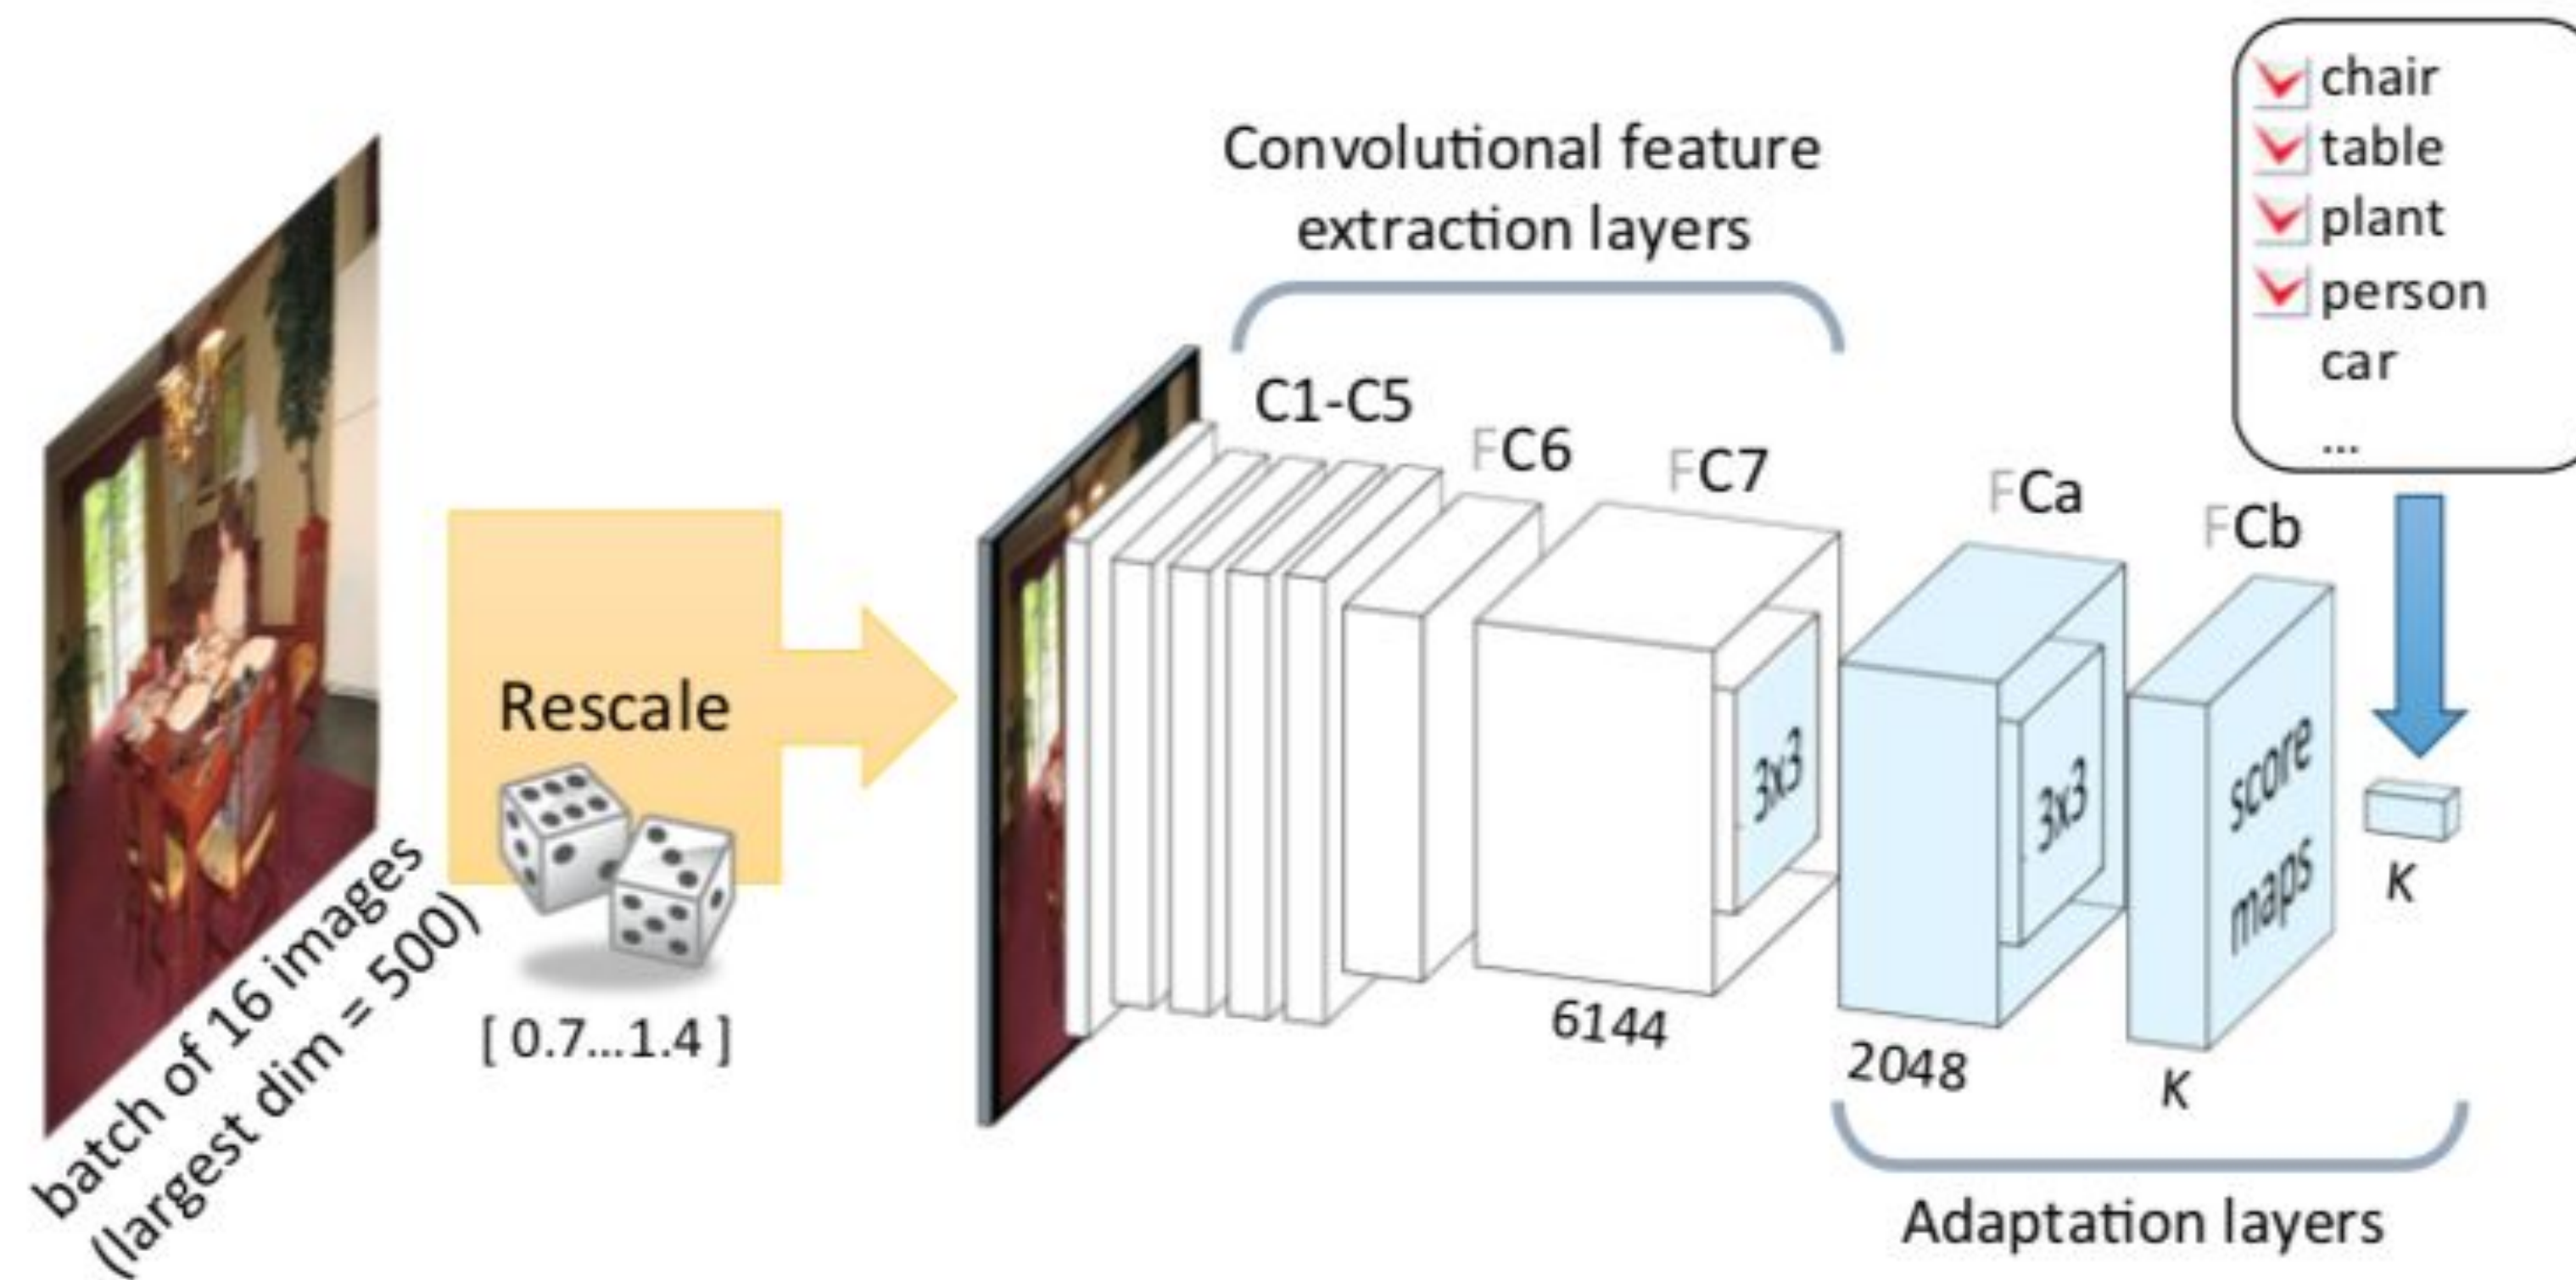 batch of 16 images
(largest dim = 500)
Rescale
[ 0.7...1.4 ]
Convolutional feature
extraction layers
C1-C5
FC6
FC7
3x3
6144
FCa
3x3
2048
FCb
score
maps
K
chair
table
plant
person
car
...
K
Adaptation layers